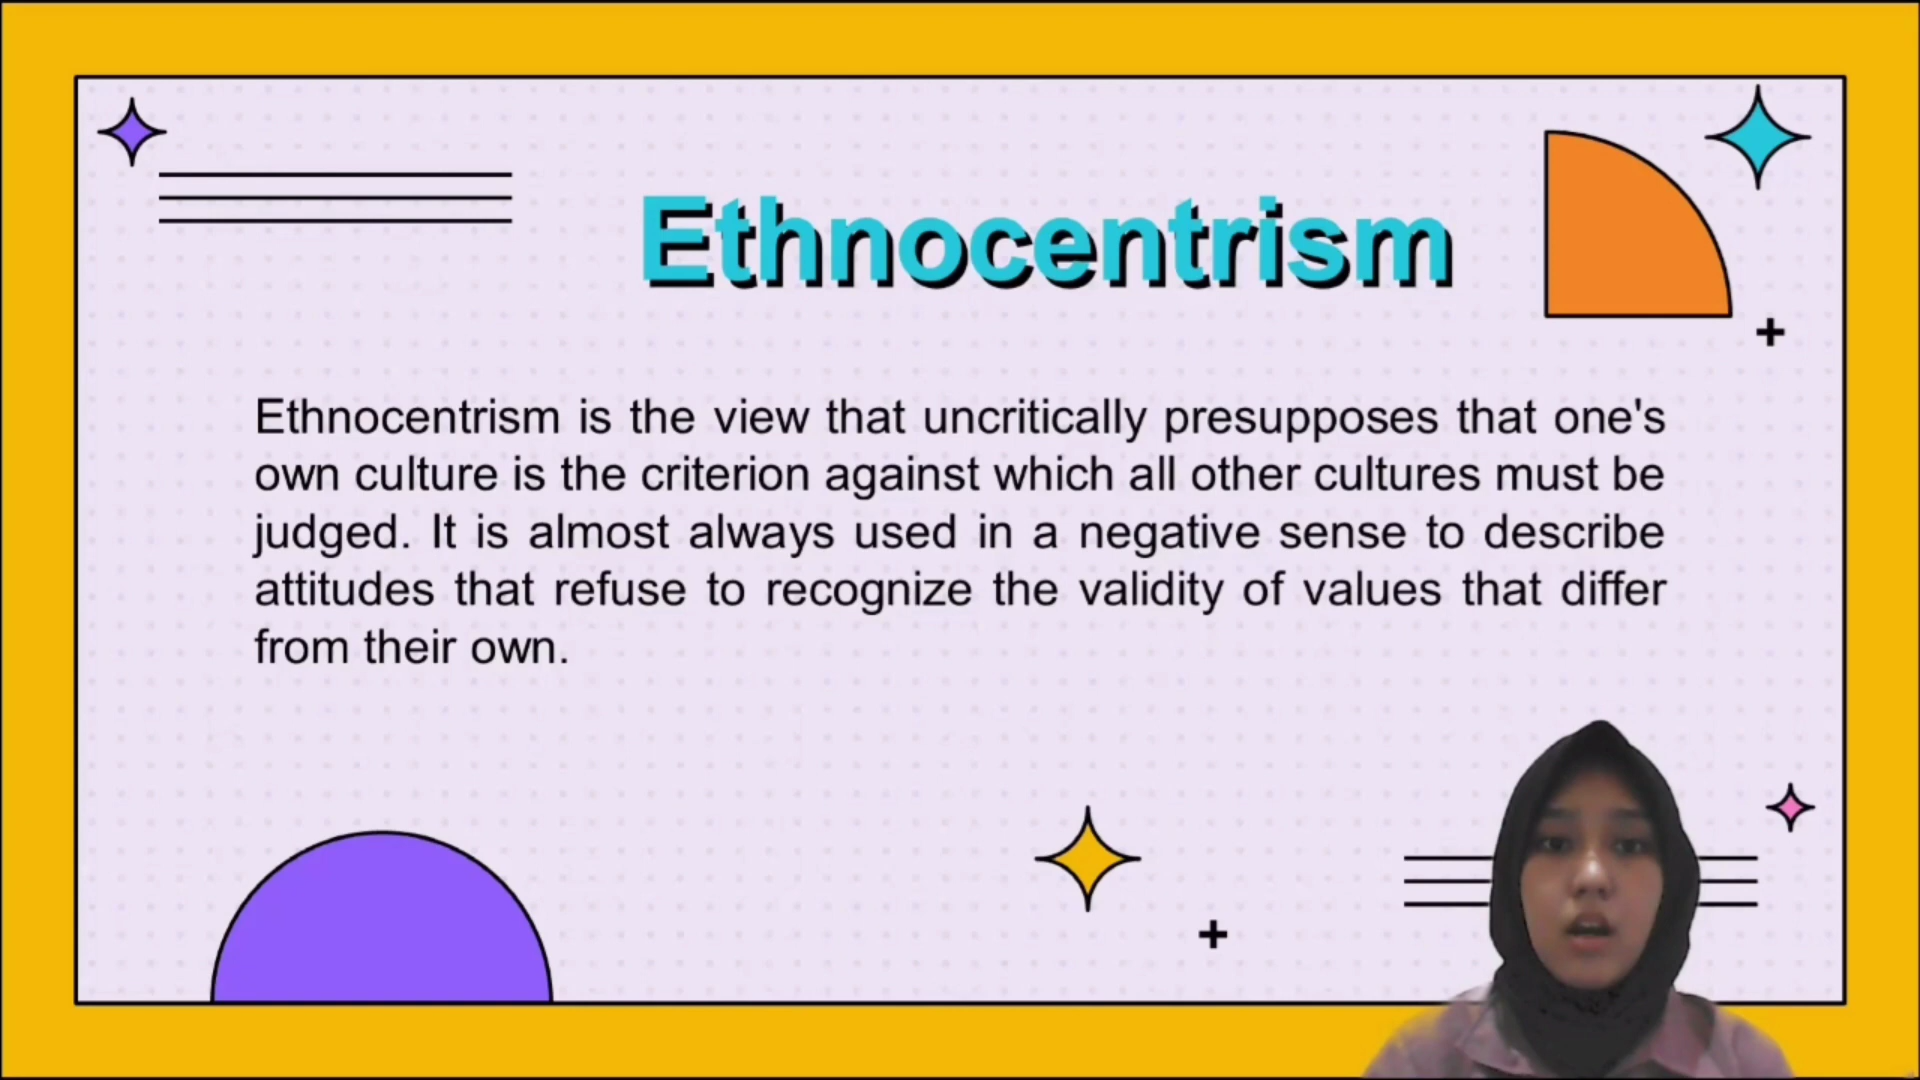 Ethnocentrism
Ethnocentrism is the view that uncritically presupposes that one's
own culture is the criterion against which all other cultures must be
judged. It is almost always used in a negative sense to describe
attitudes that refuse to recognize the validity of values that differ
from their own.